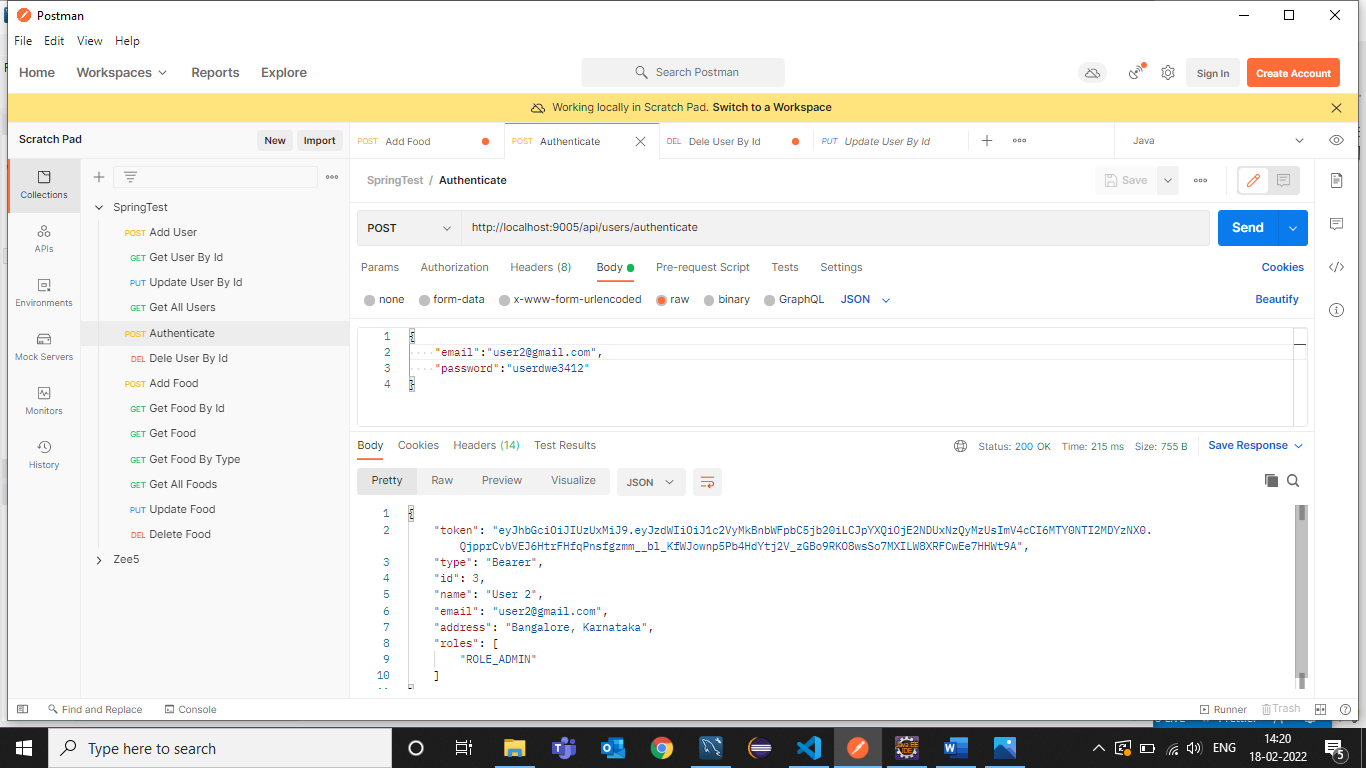 Postman
File Edit View Help
Home Workspaces Reports Explore Search Postman Sign In Create Account
Working locally in Scratch Pad. Switch to a Workspace
Scratch Pad New Import
POST Add Food POST Authenticate DEL Dele User By Id PUT Update User By Id Java
Collections
APIs
Environments
Mock Servers
Monitors
History
SpringTest
POST Add User
GET Get User By Id
PUT Update User By Id
GET Get All Users
POST Authenticate
DEL Dele User By Id
POST Add Food
GET Get Food By Id
GET Get Food
GET Get Food By Type
GET Get All Foods
PUT Update Food
DEL Delete Food
Zee5
SpringTest / Authenticate Save
POST http://localhost:9005/api/users/authenticate Send
Params Authorization Headers (8) Body Pre-request Script Tests Settings Cookies
none form-data x-www-form-urlencoded raw binary GraphQL JSON Beautify
1 {
2 "email":"user2@gmail.com",
3 "password":"userdwe3412"
4 }
Body Cookies Headers (14) Test Results Status: 200 OK Time: 215 ms Size: 755 B Save Response
Pretty Raw Preview Visualize JSON
1 {
2 "token": "eyJhbGciOiJIUzUxMiJ9.eyJzdWIiOiJ1c2VyMkBnbWFpbC5jb20iLCJpYXQiOjE2NDUxNzQyMzUsImV4cCI6MTY0NTI2MDYzNX0.
QjpprCvbVEJ6HtrFHfqPnsfgzmm__bl_KfWJownp5Pb4HdYtj2V_zGBo9RKO8wsSo7MXILW8XRFCwEe7HHWt9A",
3 "type": "Bearer",
4 "id": 3,
5 "name": "User 2",
6 "email": "user2@gmail.com",
7 "address": "Bangalore, Karnataka",
8 "roles": [
9 "ROLE_ADMIN"
10 ]
Find and Replace Console Runner Trash
Type here to search
ENG
14:20
18-02-2022
5